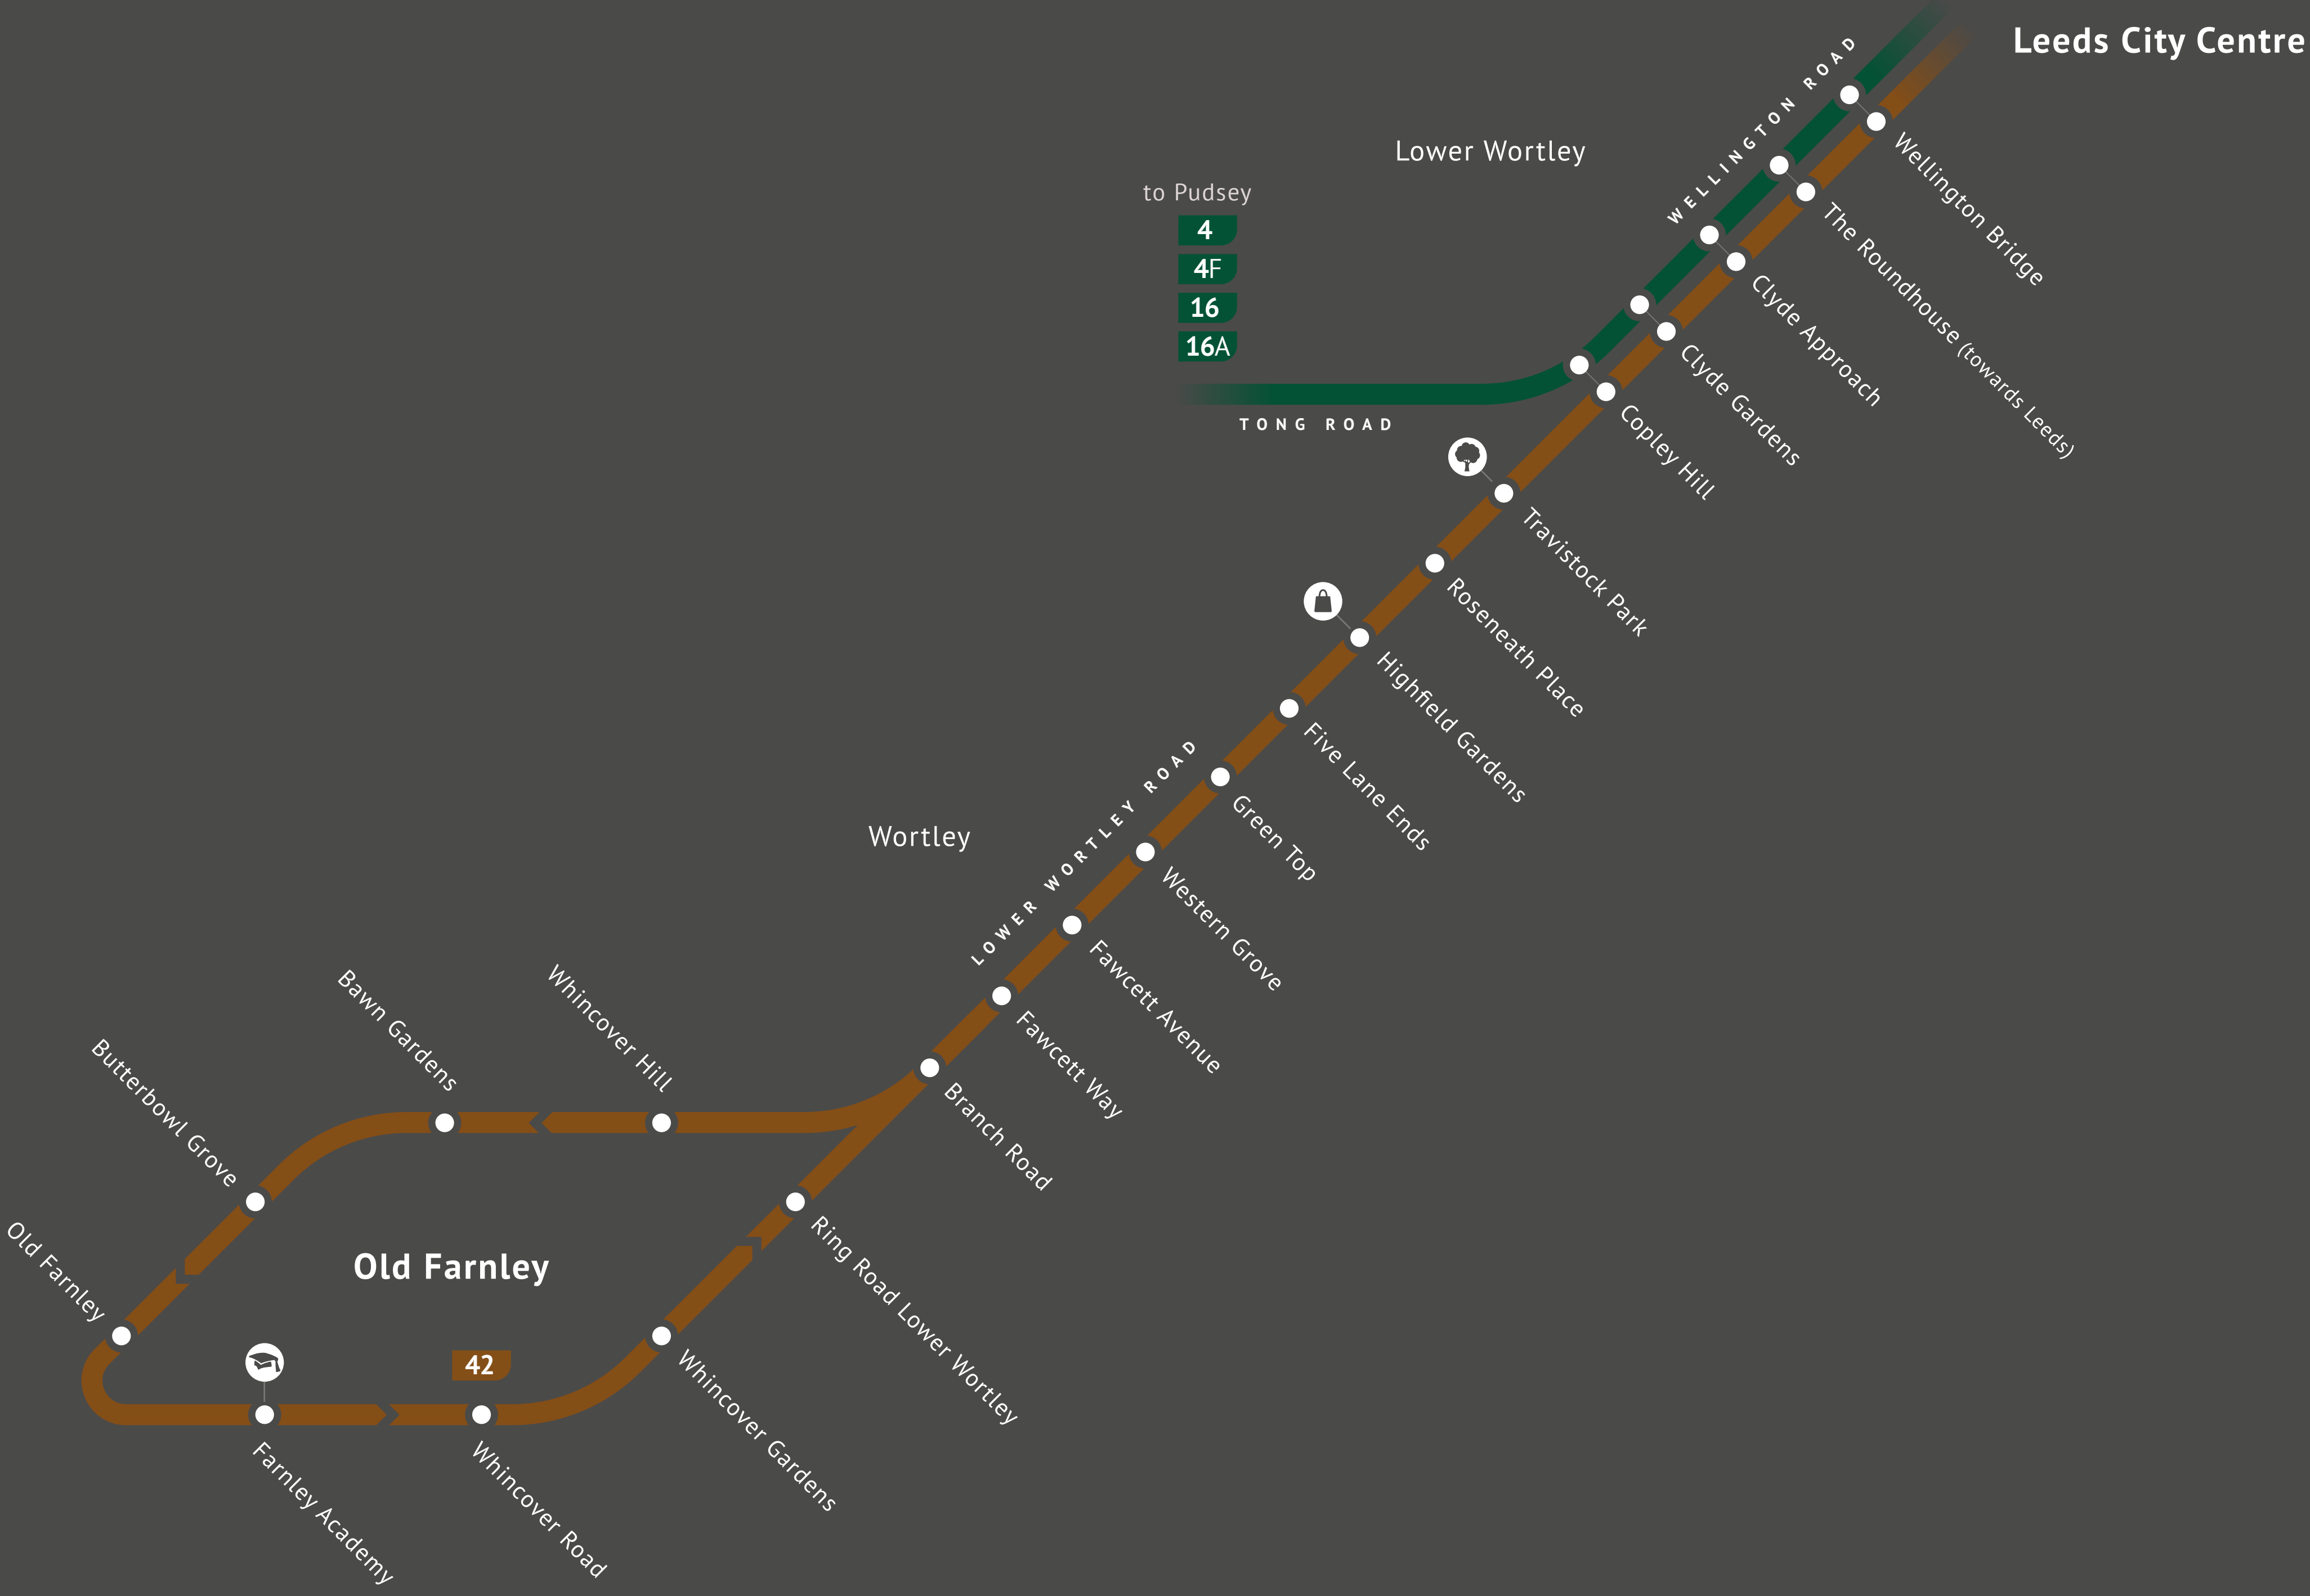 Leeds City Centre
WELLINGTON ROAD
Wellington Bridge
The Roundhouse (towards Leeds)
Clyde Approach
Clyde Gardens
Copley Hill
Lower Wortley
to Pudsey
4
4F
16
16A
TONG ROAD
Travistock Park
Roseneath Place
Highfield Gardens
Five Lane Ends
Green Top
Western Grove
Fawcett Avenue
Fawcett Way
Branch Road
LOWER WORTLEY ROAD
Wortley
Whincover Hill
Bawn Gardens
Butterbowl Grove
Old Farnley
Old Farnley
42
Farnley Academy
Whincover Road
Whincover Gardens
Ring Road Lower Wortley